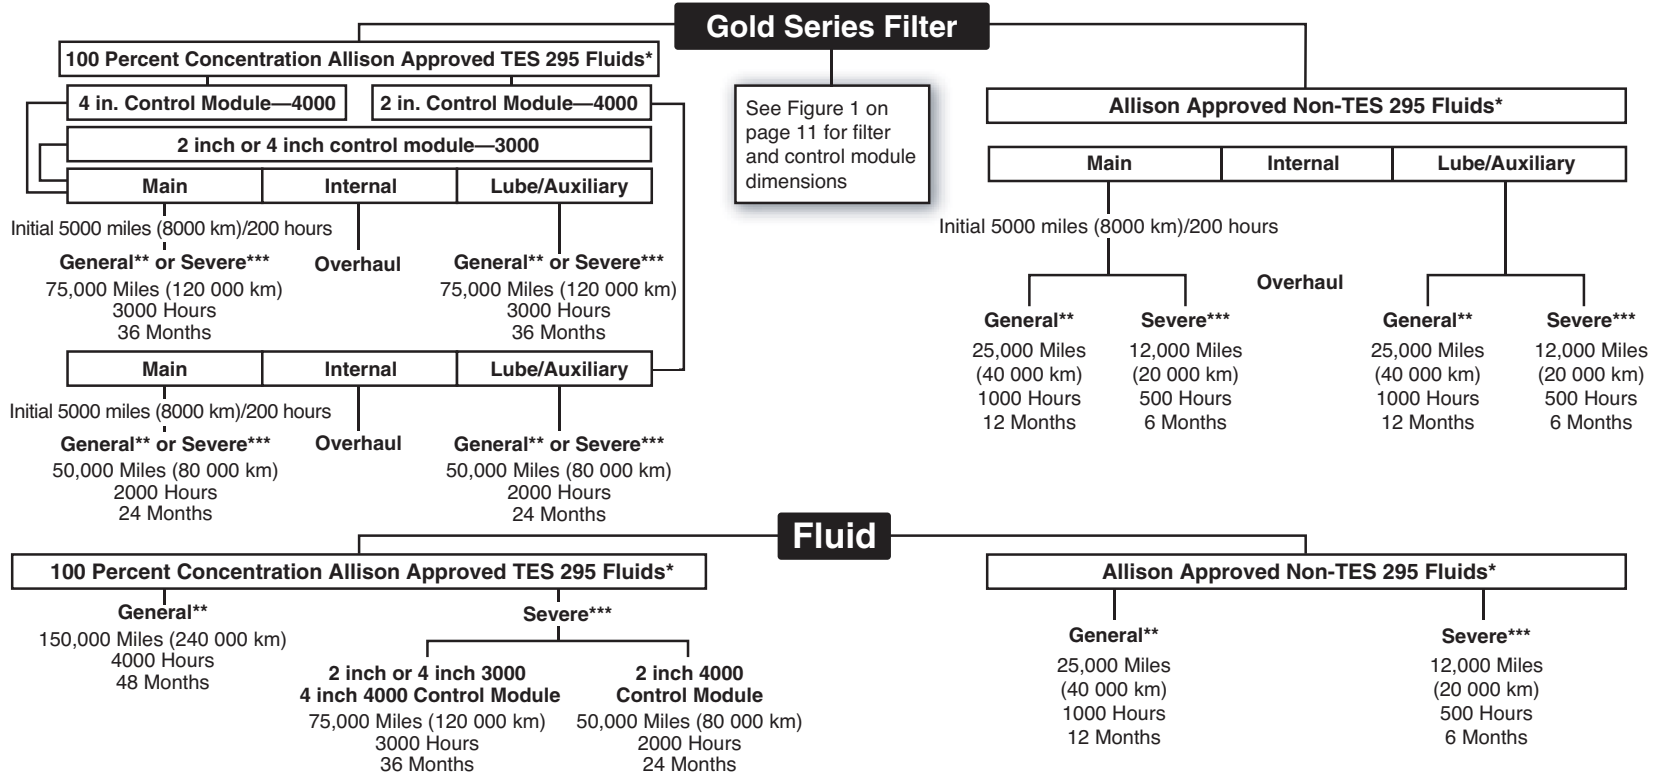 Gold Series Filter
100 Percent Concentration Allison Approved TES 295 Fluids*
4 in. Control Module—4000
2 in. Control Module—4000
2 inch or 4 inch control module—3000
Main
Internal
Lube/Auxiliary
Initial 5000 miles (8000 km)/200 hours
General** or Severe***
75,000 Miles (120 000 km)
3000 Hours
36 Months
Overhaul
General** or Severe***
75,000 Miles (120 000 km)
3000 Hours
36 Months
Main
Internal
Lube/Auxiliary
Initial 5000 miles (8000 km)/200 hours
General** or Severe***
50,000 Miles (80 000 km)
2000 Hours
24 Months
Overhaul
General** or Severe***
50,000 Miles (80 000 km)
2000 Hours
24 Months
See Figure 1 on
page 11 for filter
and control module
dimensions
Allison Approved Non-TES 295 Fluids*
Main
Internal
Lube/Auxiliary
Initial 5000 miles (8000 km)/200 hours
General**
25,000 Miles
(40 000 km)
1000 Hours
12 Months
Severe***
12,000 Miles
(20 000 km)
500 Hours
6 Months
Overhaul
General**
25,000 Miles
(40 000 km)
1000 Hours
12 Months
Severe***
12,000 Miles
(20 000 km)
500 Hours
6 Months
Fluid
100 Percent Concentration Allison Approved TES 295 Fluids*
General**
150,000 Miles (240 000 km)
4000 Hours
48 Months
Severe***
2 inch or 4 inch 3000
4 inch 4000 Control Module
75,000 Miles (120 000 km)
3000 Hours
36 Months
2 inch 4000
Control Module
50,000 Miles (80 000 km)
2000 Hours
24 Months
Allison Approved Non-TES 295 Fluids*
General**
25,000 Miles
(40 000 km)
1000 Hours
12 Months
Severe***
12,000 Miles
(20 000 km)
500 Hours
6 Months